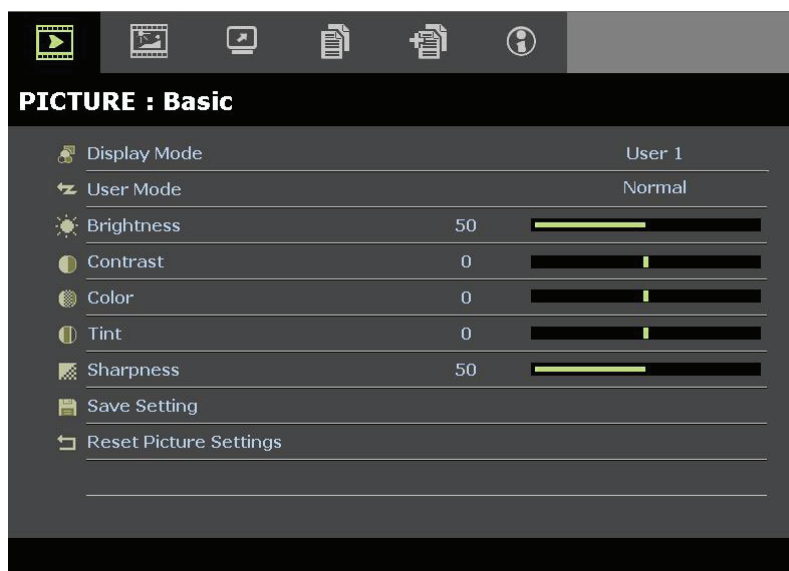 PICTURE : Basic
Display Mode User 1
User Mode Normal
Brightness 50
Contrast 0
Color 0
Tint 0
Sharpness 50
Save Setting
Reset Picture Settings